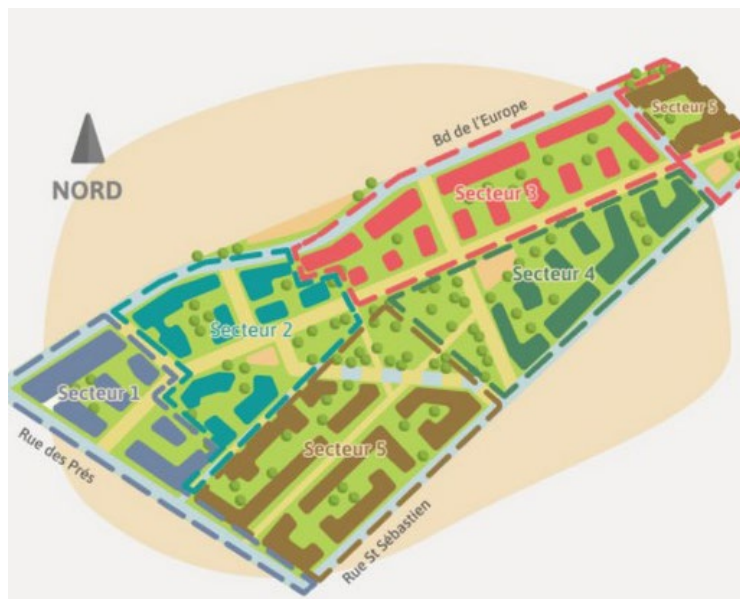 Secteur 5
Bd de l'Europe
NORD
Secteur 3
Secteur 4
Secteur 2
Secteur 1
Secteur 5
Rue des Prés
Rue St Sébastien